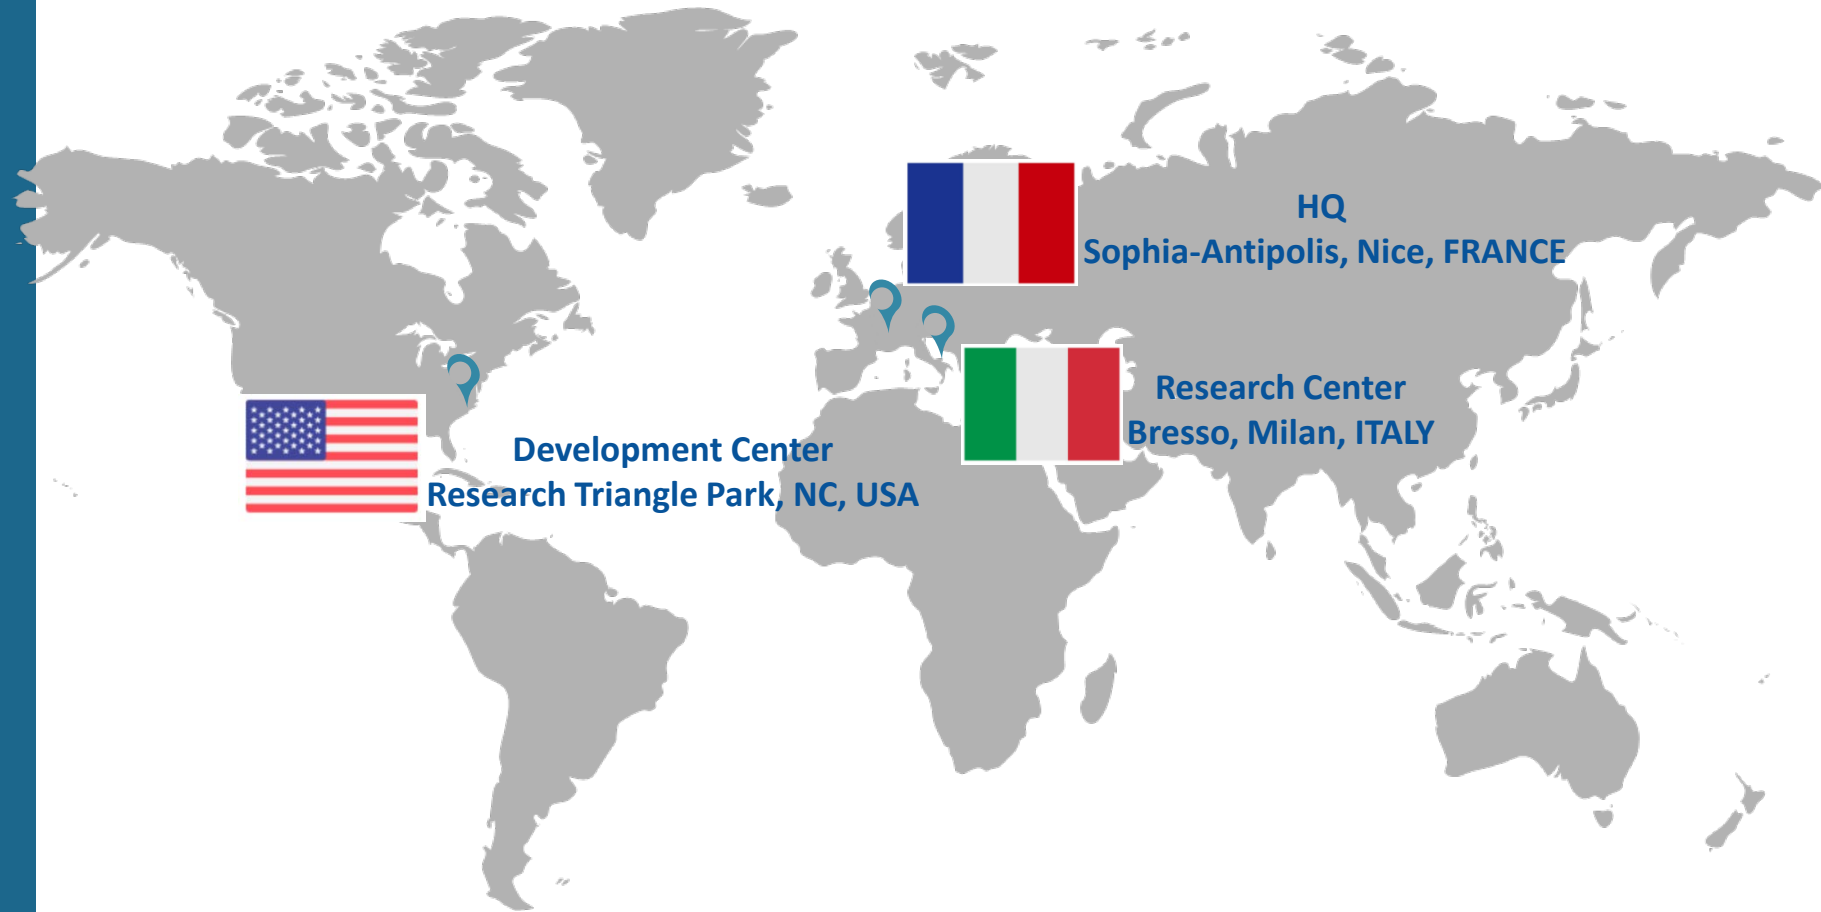 HQ
Sophia-Antipolis, Nice, FRANCE
Research Center
Bresso, Milan, ITALY
Development Center
Research Triangle Park, NC, USA